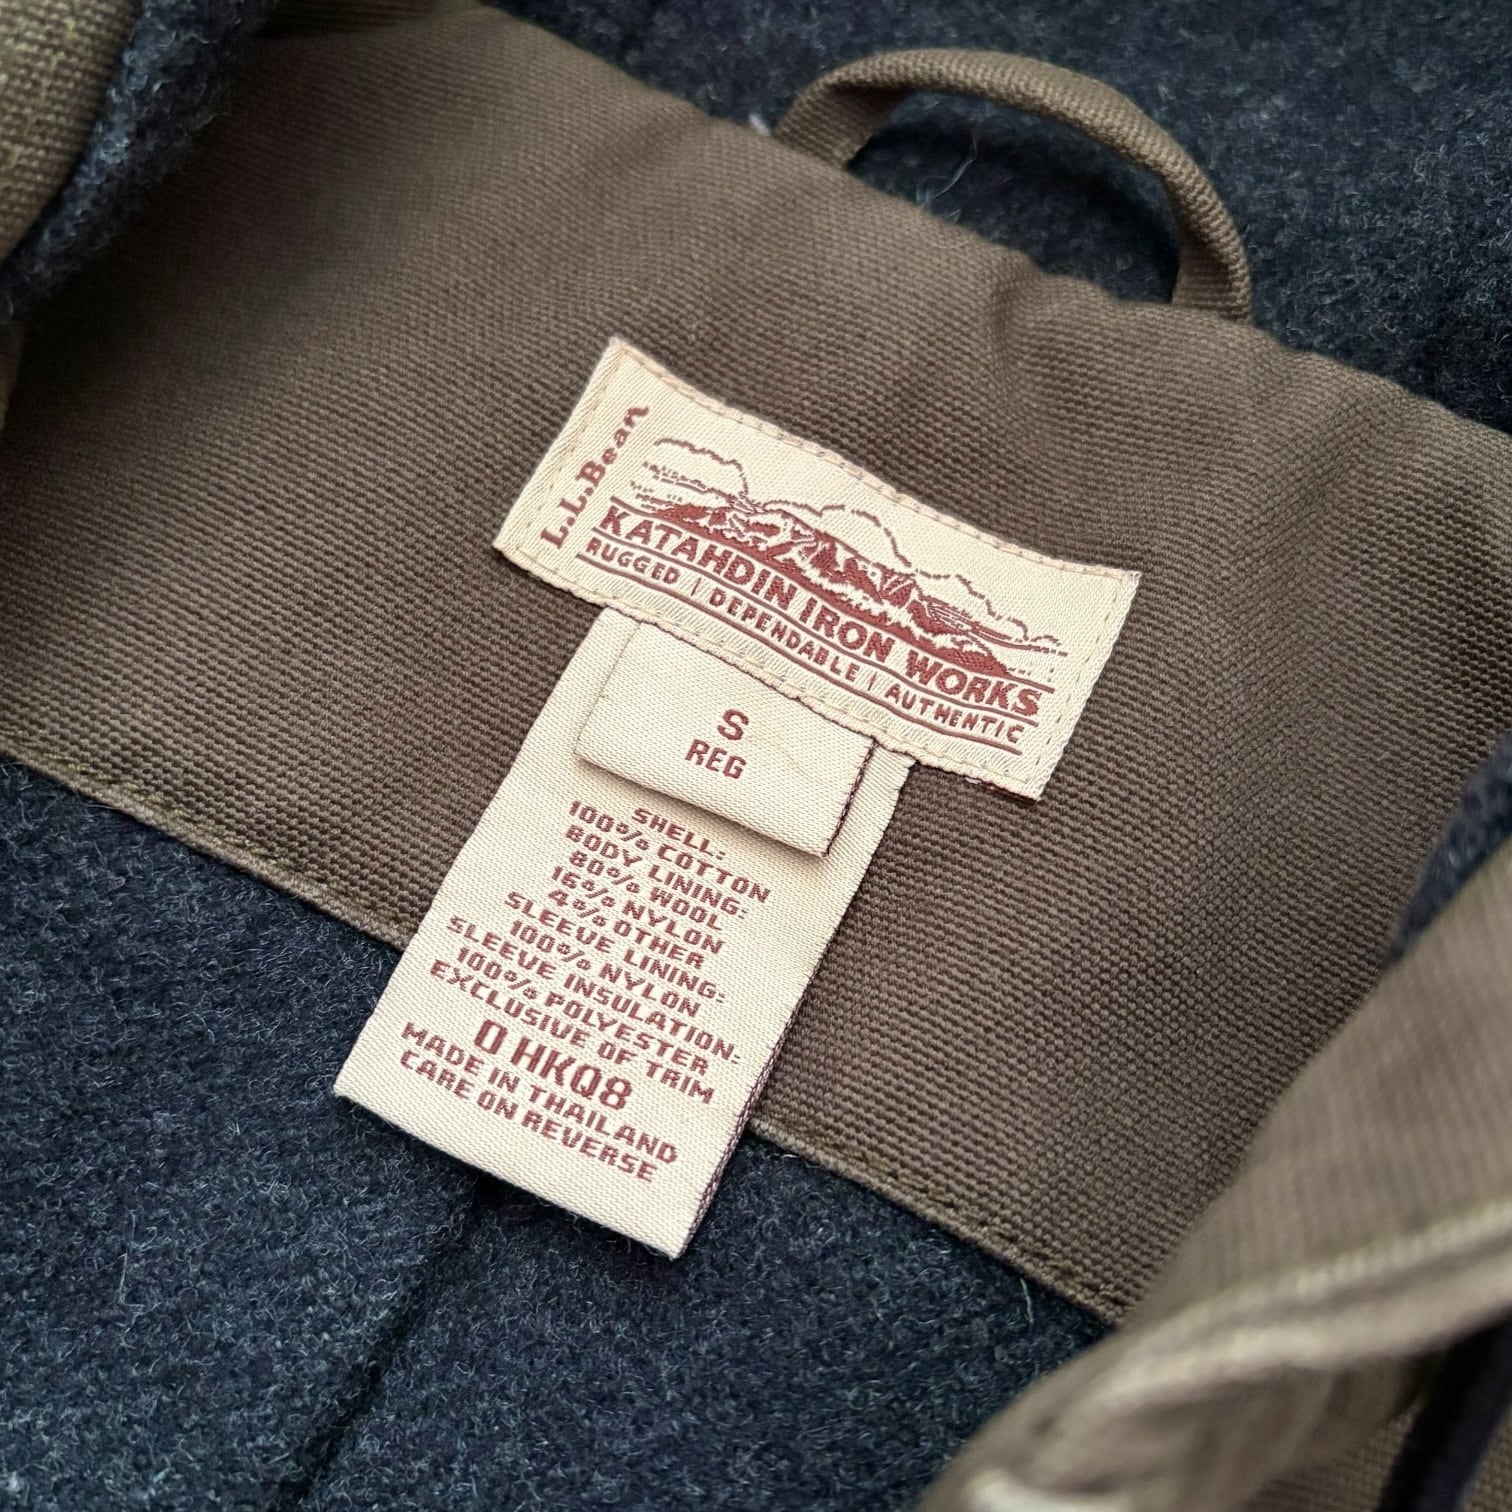 L.L.Bean
KATAHDIN IRON WORKS
RUGGED | DEPENDABLE | AUTHENTIC
S
REG
SHELL:
100% COTTON
BODY LINING:
80% WOOL
16% NYLON
4% OTHER
SLEEVE LINING:
100% NYLON
SLEEVE INSULATION:
100% POLYESTER
EXCLUSIVE OF TRIM
0 HKQ8
MADE IN THAILAND
CARE ON REVERSE